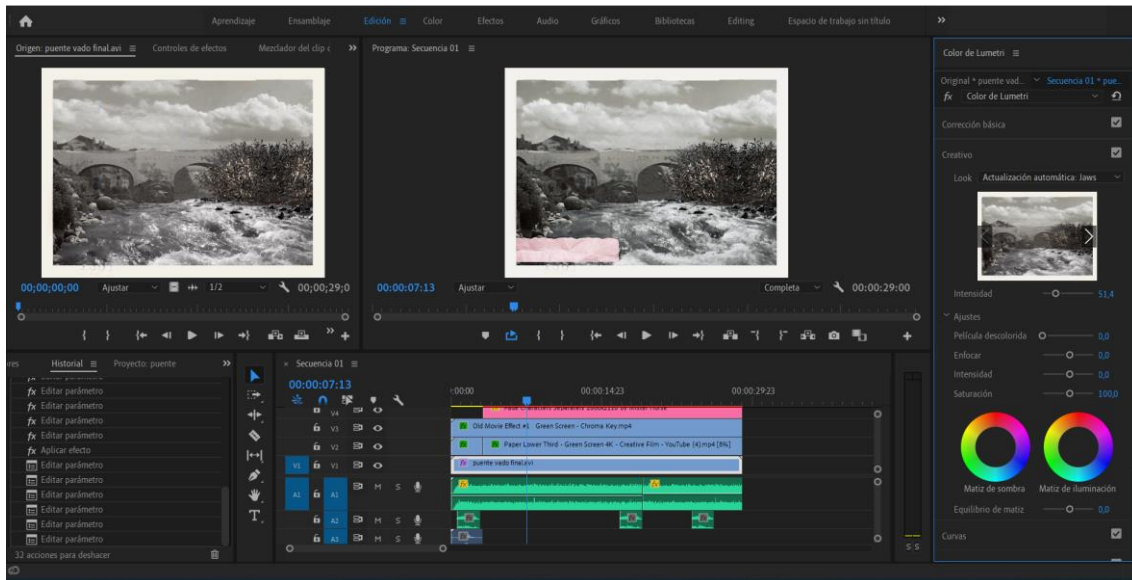 Aprendizaje Ensamblaje Edición Color Efectos Audio Gráficos Bibliotecas Editing Espacio de trabajo sin título
Origen: puente vado final.avi Controles de efectos Mezclador del clip
Programa: Secuencia 01
00;00;00;00 Ajustar 1/2 00;00;29;0
00:00:07:13 Ajustar Completa 00:00:29:00
Color de Lumetri
Original * puente vad... Secuencia 01 * pue...
fx Color de Lumetri
Corrección básica
Creativo
Look Actualización automática: Jaws
Intensidad 51,4
Ajustes
Película descolorida 0,0
Enfocar 0,0
Intensidad 0,0
Saturación 100,0
Matiz de sombra Matiz de iluminación
Equilibrio de matiz 0,0
Curvas
Historial Proyecto: puente
fx Editar parámetro
fx Editar parámetro
fx Editar parámetro
fx Editar parámetro
fx Editar parámetro
fx Aplicar efecto
Editar parámetro
Editar parámetro
Editar parámetro
Editar parámetro
Editar parámetro
Editar parámetro
32 acciones para deshacer
T
Secuencia 01
00:00:07:13
:00:00 00:00:14:23 00:00:29:23
V4
V3 Old Movie Effect #1 Green Screen - Chroma Key.mp4
V2 Paper Lower Third - Green Screen 4K - Creative Film - YouTube (4).mp4 [8%]
V1 V1 fx puente vado final.avi
A1 A1 M S fx fx
A2 M S
A3 M S
S S